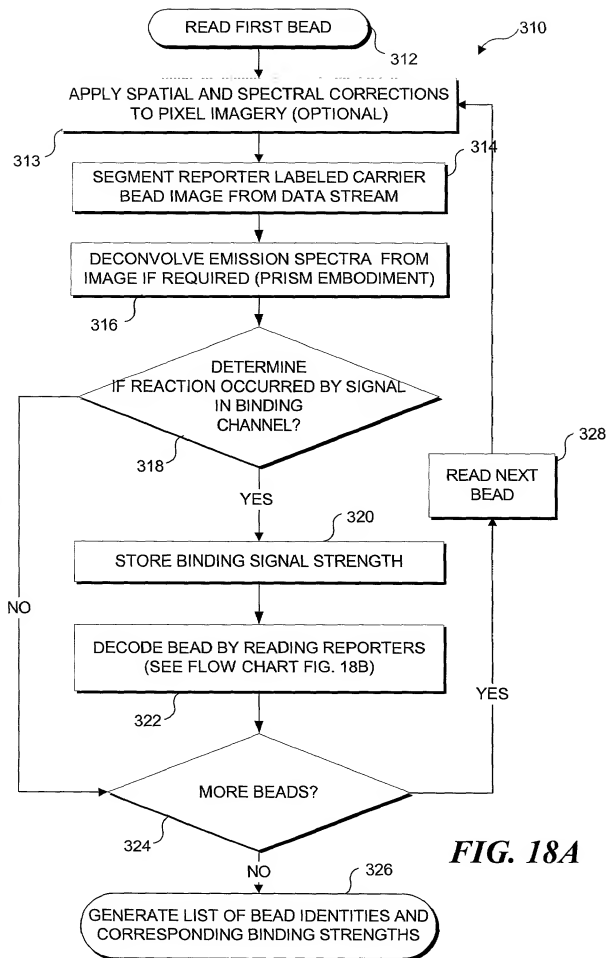 READ FIRST BEAD
312
310
APPLY SPATIAL AND SPECTRAL CORRECTIONS
TO PIXEL IMAGERY (OPTIONAL)
313
314
SEGMENT REPORTER LABELED CARRIER
BEAD IMAGE FROM DATA STREAM
DECONVOLVE EMISSION SPECTRA FROM
IMAGE IF REQUIRED (PRISM EMBODIMENT)
316
DETERMINE
IF REACTION OCCURRED BY SIGNAL
IN BINDING
CHANNEL?
318
328
READ NEXT
BEAD
YES
320
STORE BINDING SIGNAL STRENGTH
NO
DECODE BEAD BY READING REPORTERS
(SEE FLOW CHART FIG. 18B)
322
YES
MORE BEADS?
324
FIG. 18A
NO
326
GENERATE LIST OF BEAD IDENTITIES AND
CORRESPONDING BINDING STRENGTHS